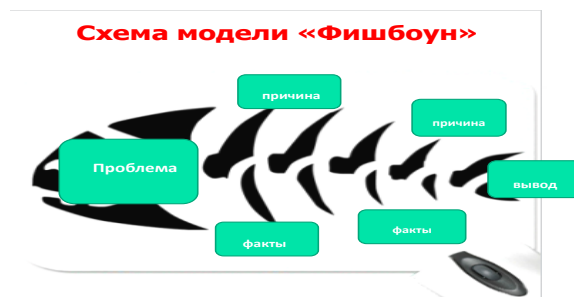 Схема модели «Фишбоун»
причина
причина
Проблема
вывод
факты
факты